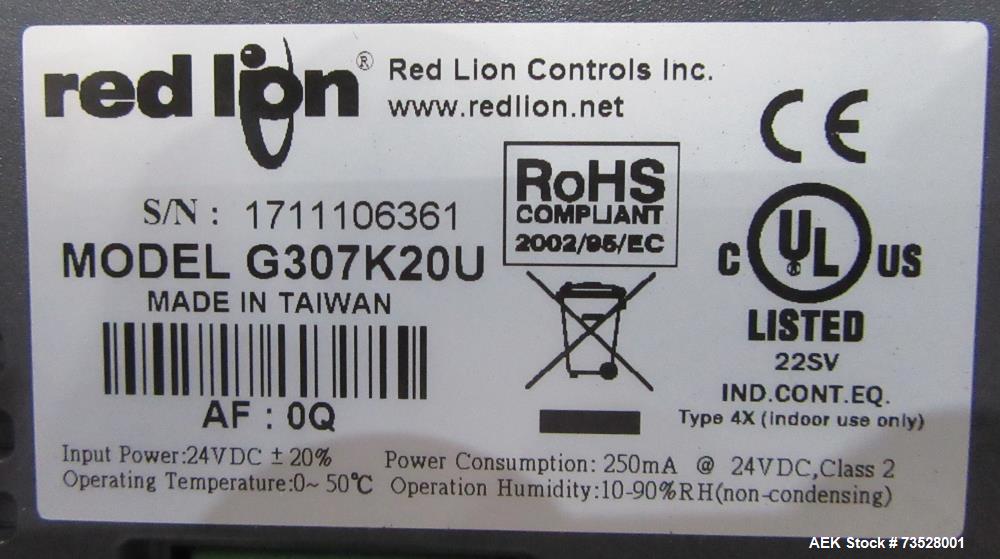 red lion® Red Lion Controls Inc.
www.redlion.net
CE
RoHS
COMPLIANT
2002/95/EC
S/N : 1711106361
MODEL G307K20U
MADE IN TAIWAN
AF : 0Q
C UL US
LISTED
22SV
IND.CONT.EQ.
Type 4X (indoor use only)
Input Power:24VDC ± 20%
Power Consumption: 250mA @ 24VDC,Class 2
Operating Temperature:0~ 50℃
Operation Humidity:10-90%RH(non-condensing)
AEK Stock # 73528001